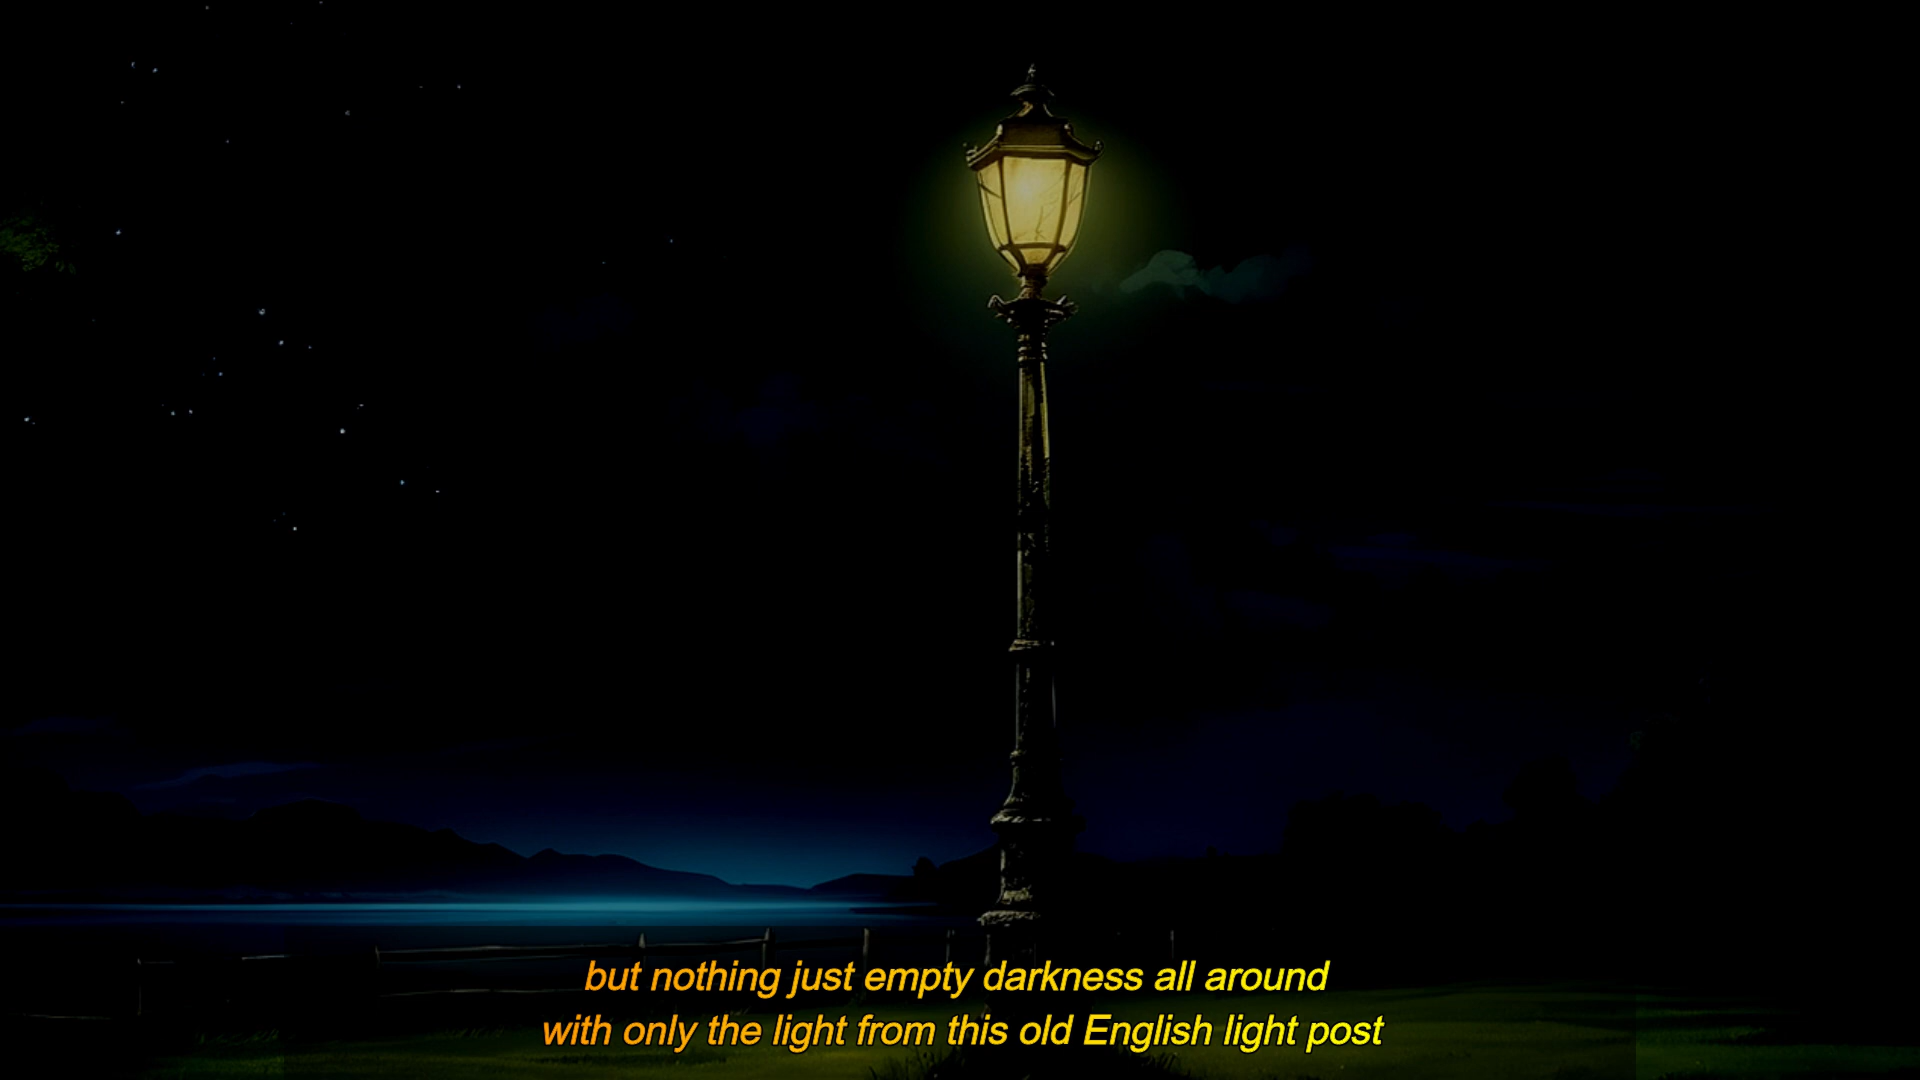 but nothing just empty darkness all around
with only the light from this old English light post